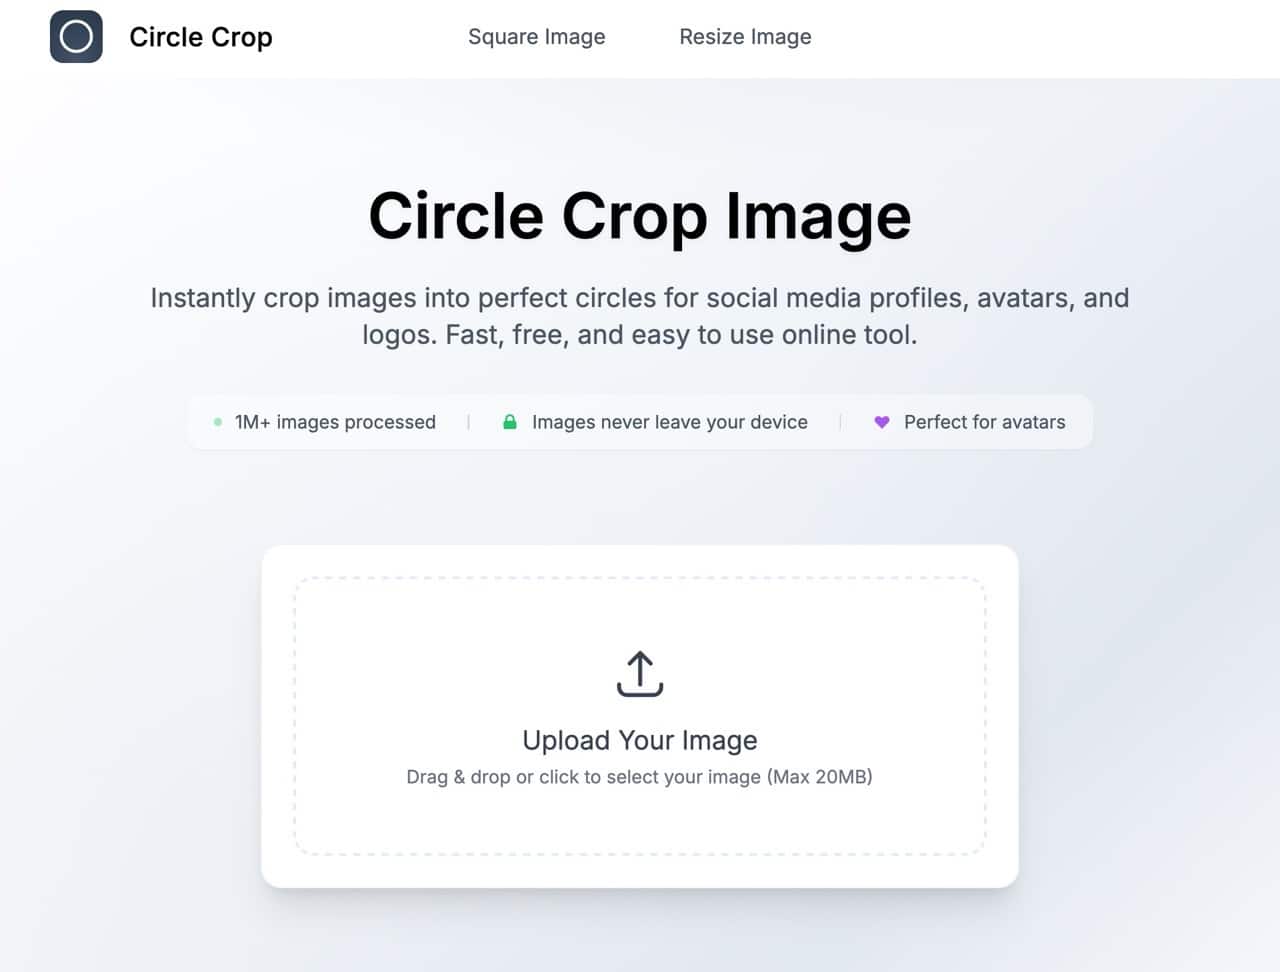 Circle Crop
Square Image
Resize Image
Circle Crop Image
Instantly crop images into perfect circles for social media profiles, avatars, and
logos. Fast, free, and easy to use online tool.
1M+ images processed
Images never leave your device
Perfect for avatars
Upload Your Image
Drag & drop or click to select your image (Max 20MB)